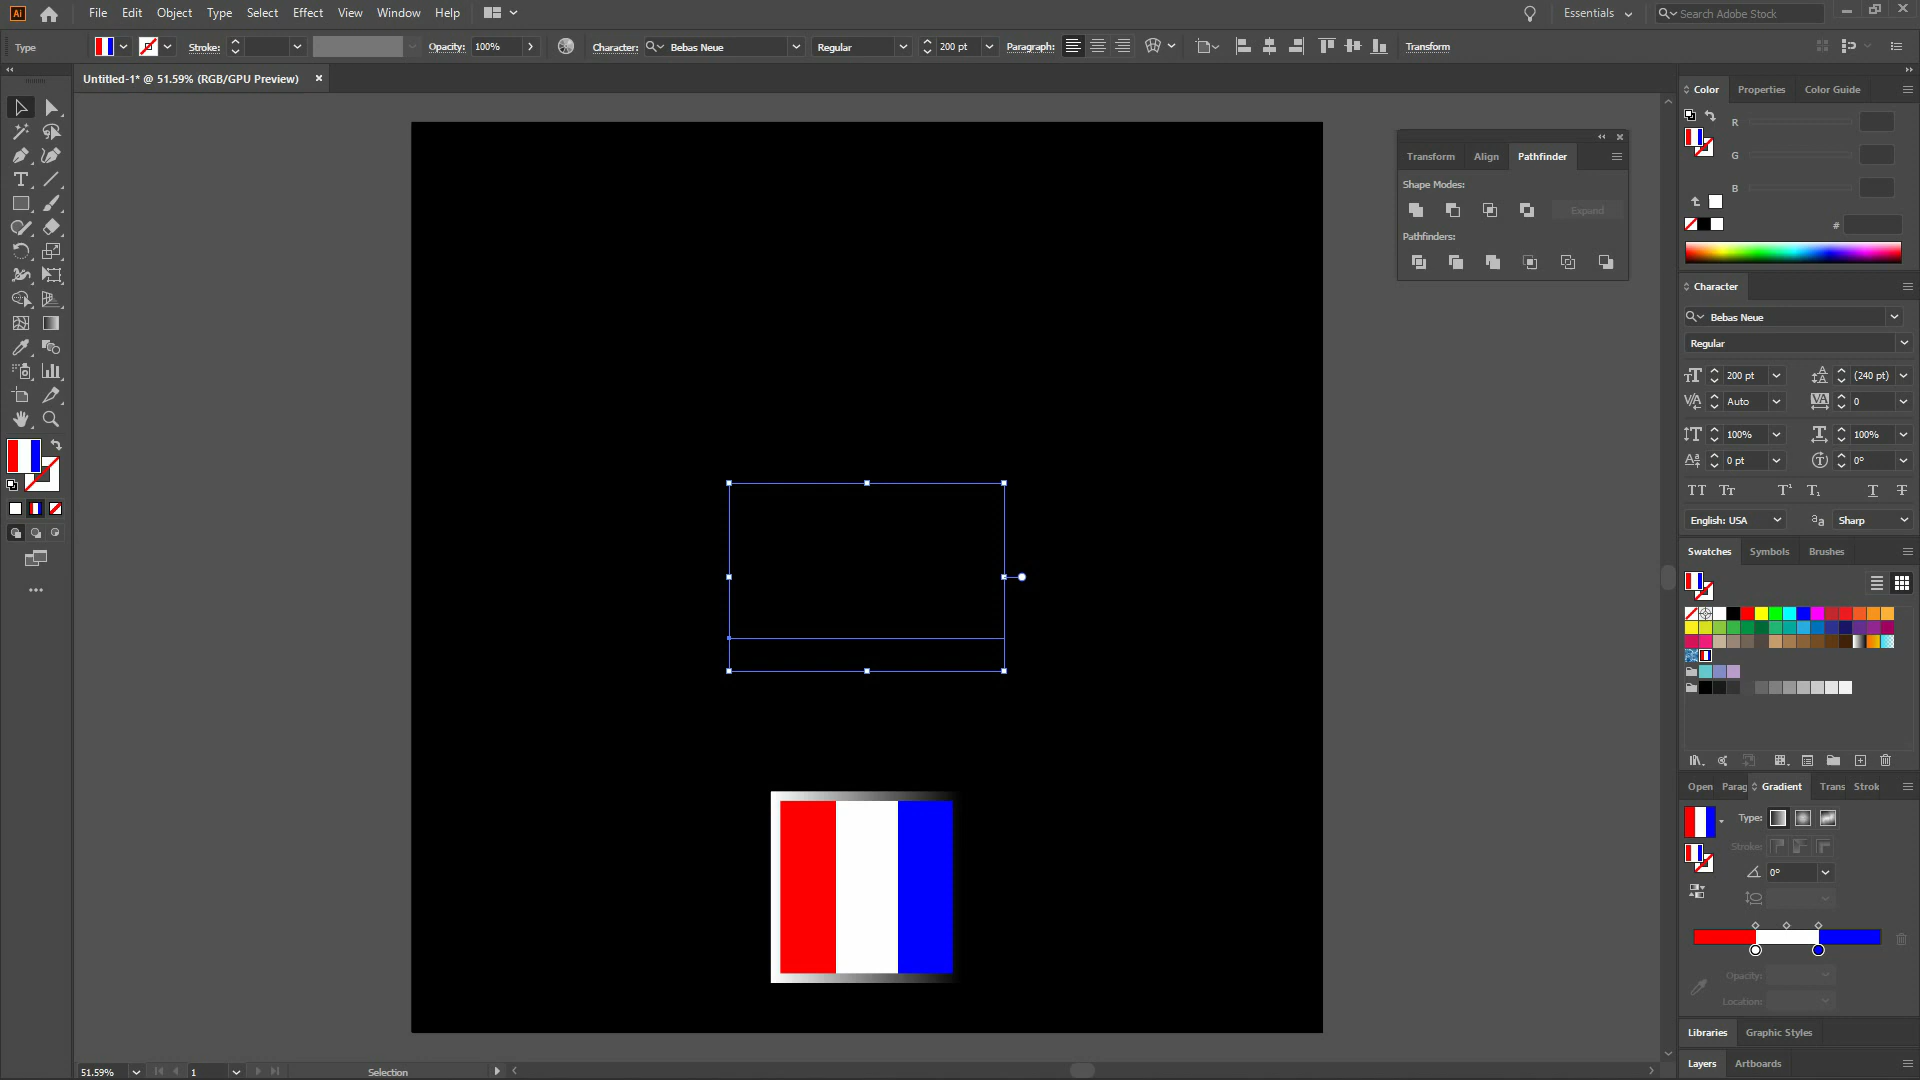 Ai File Edit Object Type Select Effect View Window Help Essentials Search Adobe Stock
Type Stroke: Opacity: 100% Character: Bebas Neue Regular 200 pt Paragraph: Transform
Untitled-1* @ 51.59% (RGB/GPU Preview)
Color Properties Color Guide
R
G
B
#
Transform Align Pathfinder
Shape Modes:
Expand
Pathfinders:
Character
Bebas Neue
Regular
200 pt (240 pt)
Auto 0
100% 100%
0 pt 0°
English: USA Sharp
Swatches Symbols Brushes
Open Parag Gradient Trans Strok
Type:
Stroke:
0°
Opacity:
Location:
Libraries Graphic Styles
Layers Artboards
51.59% 1 Selection